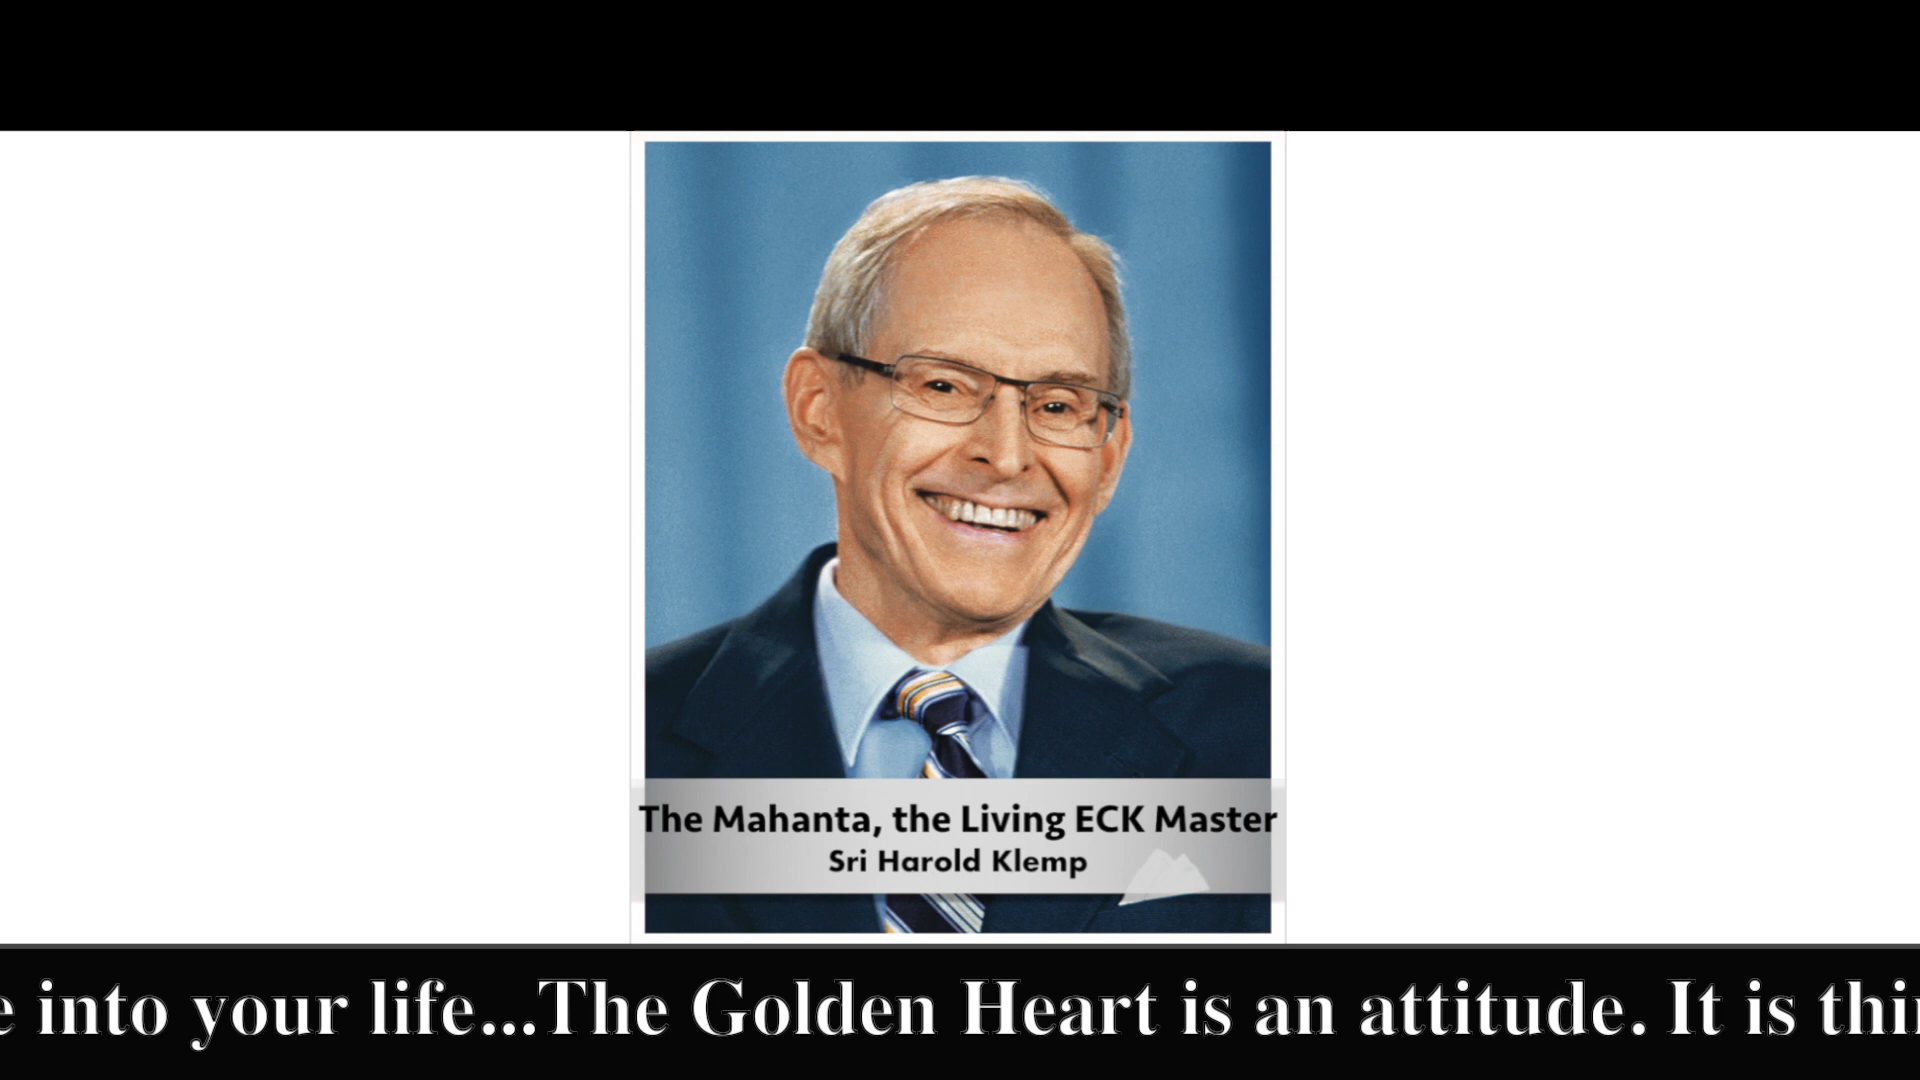 The Mahanta, the Living ECK Master
Sri Harold Klemp
into your life...The Golden Heart is an attitude. It is